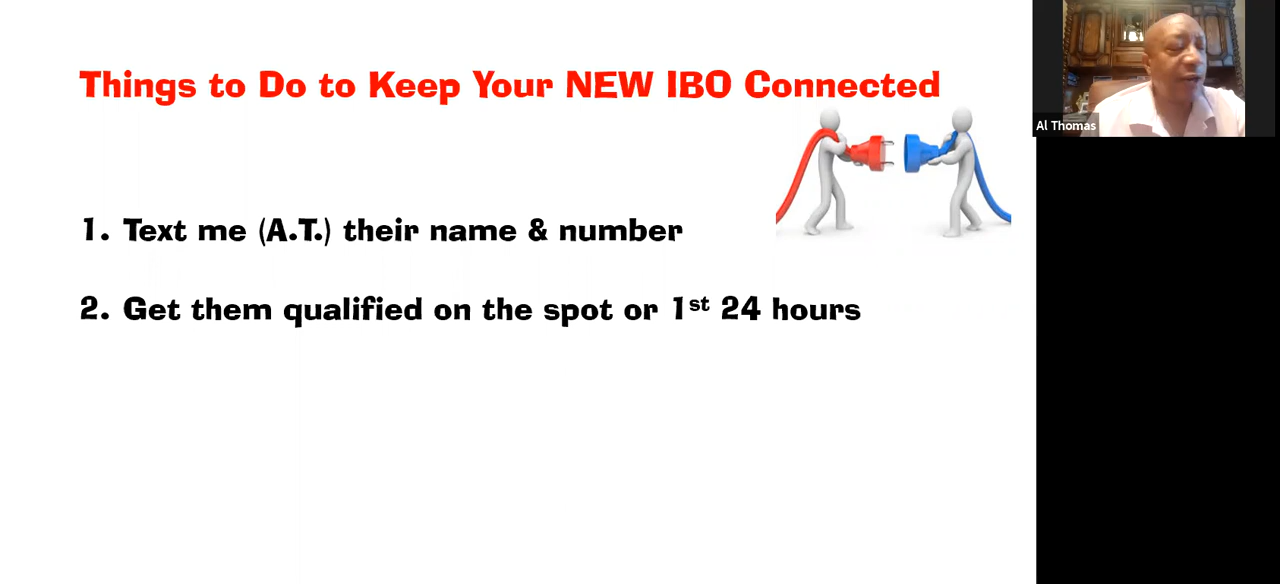 Things to Do to Keep Your NEW IBO Connected
1. Text me (A.T.) their name & number
2. Get them qualified on the spot or 1st 24 hours
Al Thomas